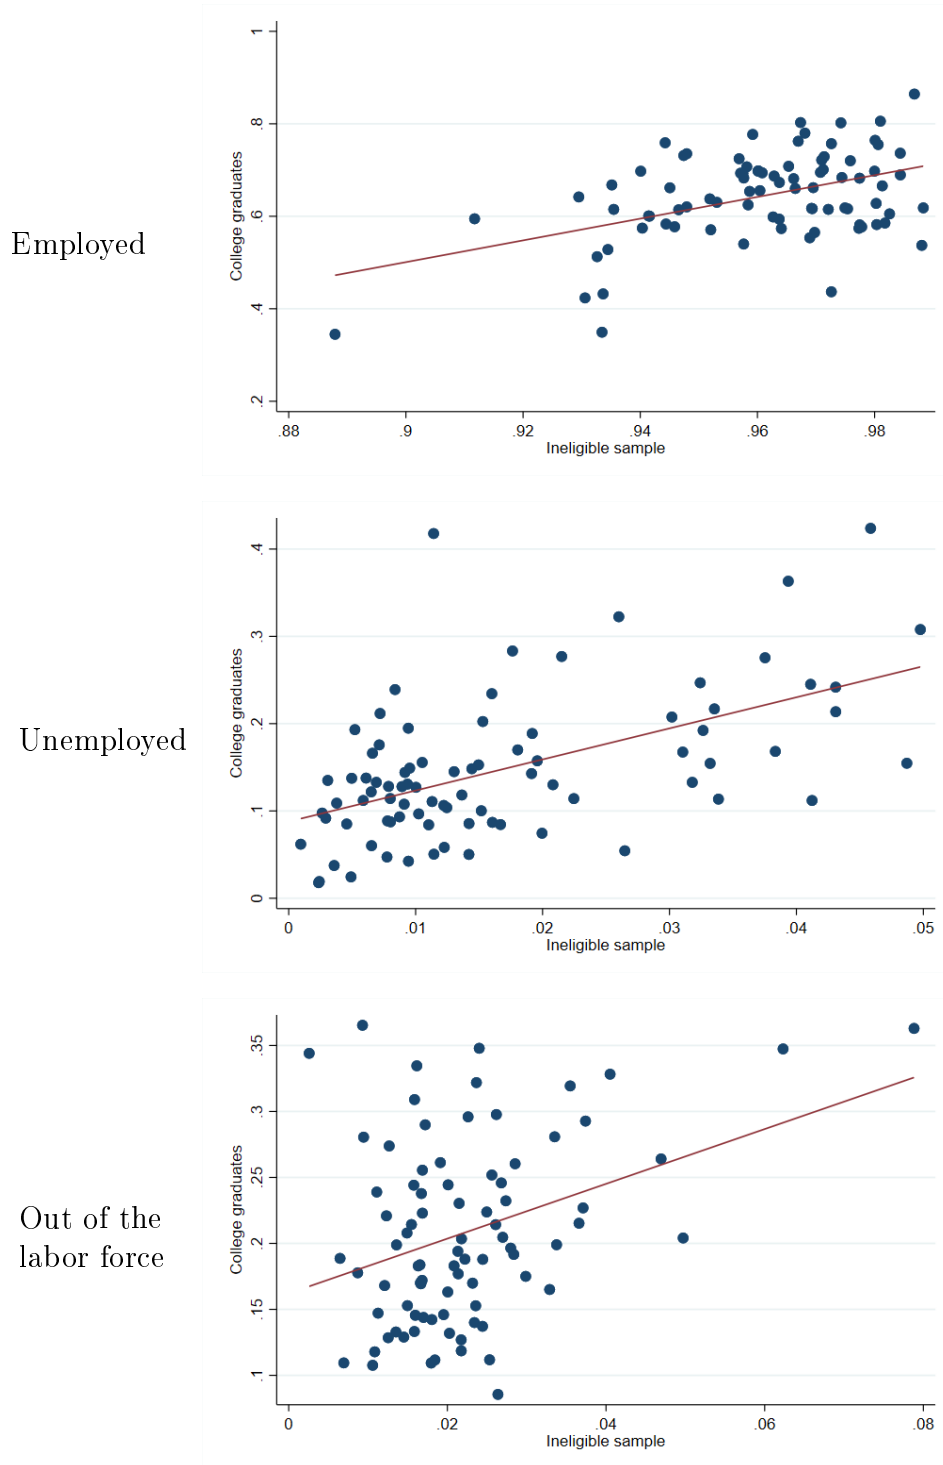 Employed
College graduates
1
.8
.6
.4
.2
.88 .9 .92 .94 .96 .98
Ineligible sample
Unemployed
College graduates
.4
.3
.2
.1
0
0 .01 .02 .03 .04 .05
Ineligible sample
Out of the
labor force
College graduates
.35
.3
.25
.2
.15
.1
0 .02 .04 .06 .08
Ineligible sample